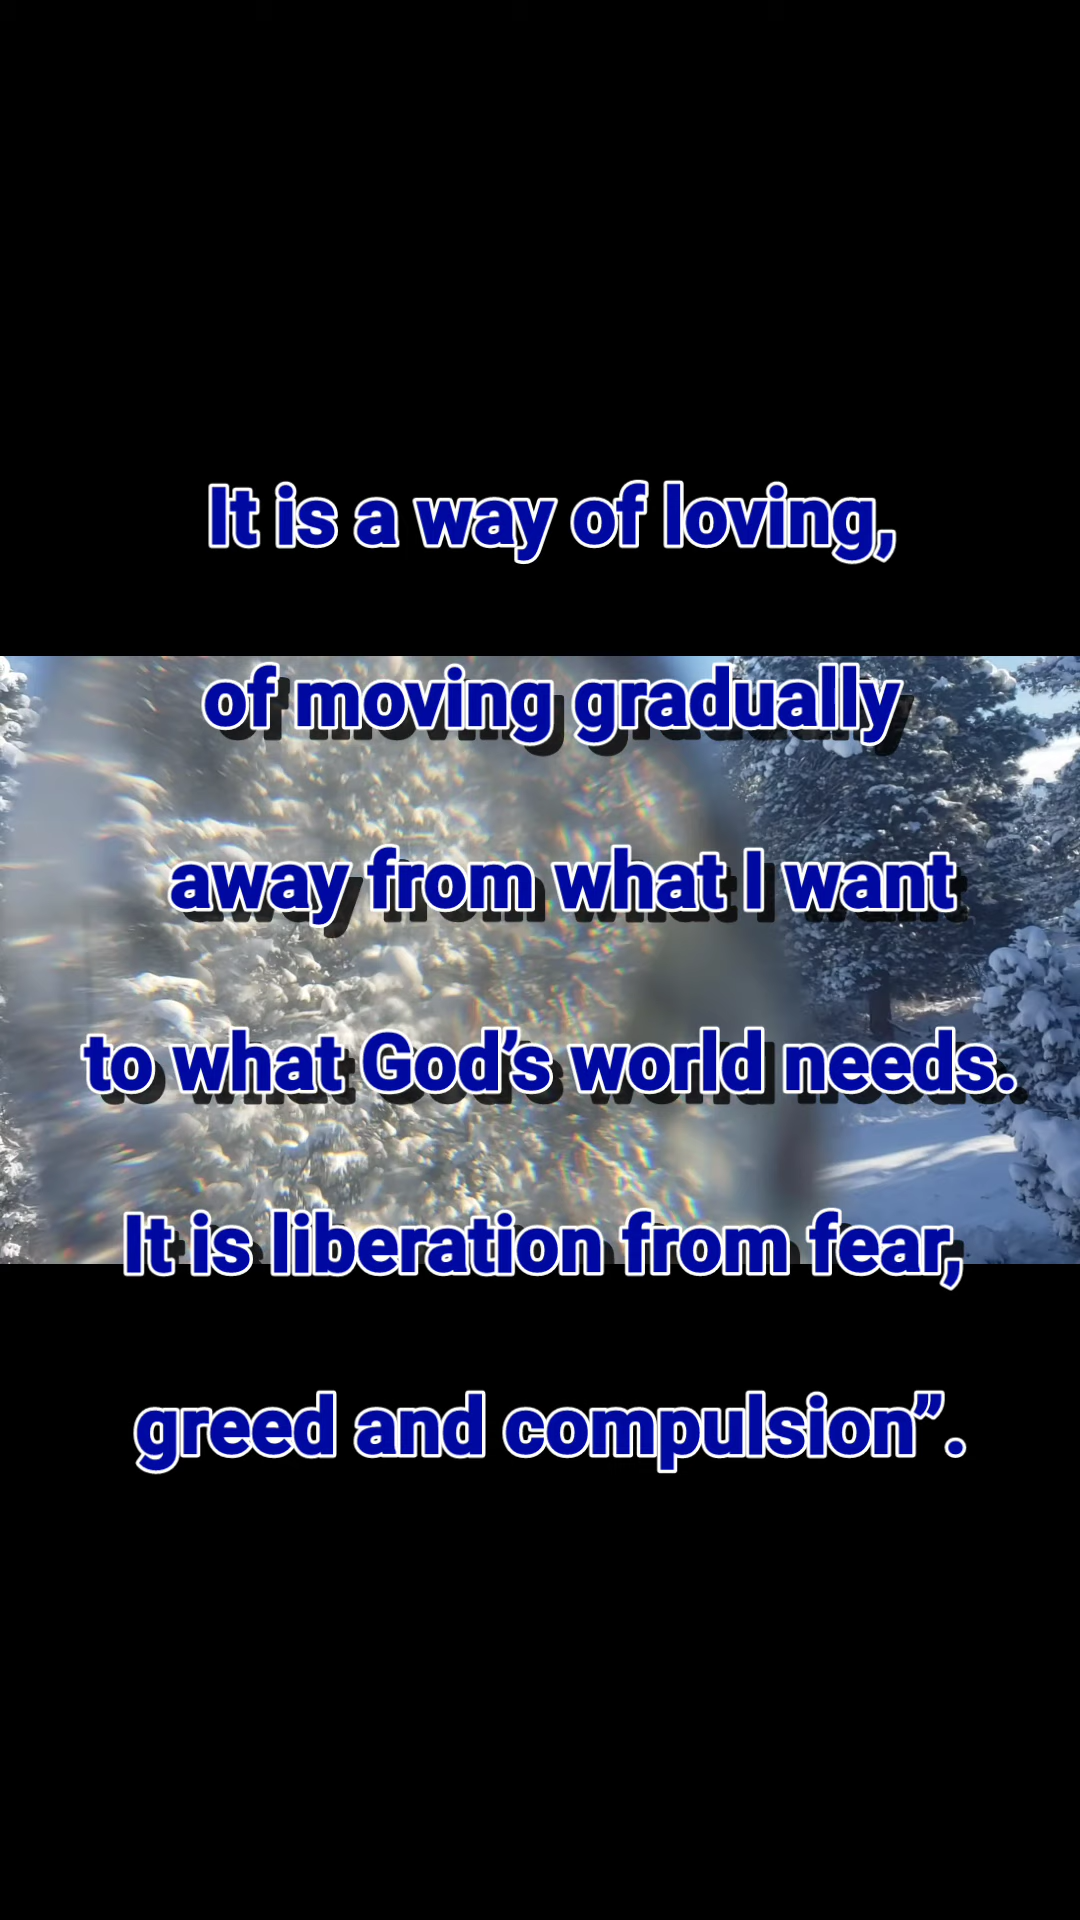 It is a way of loving,
of moving gradually
away from what I want
to what God’s world needs.
It is liberation from fear,
greed and compulsion”.